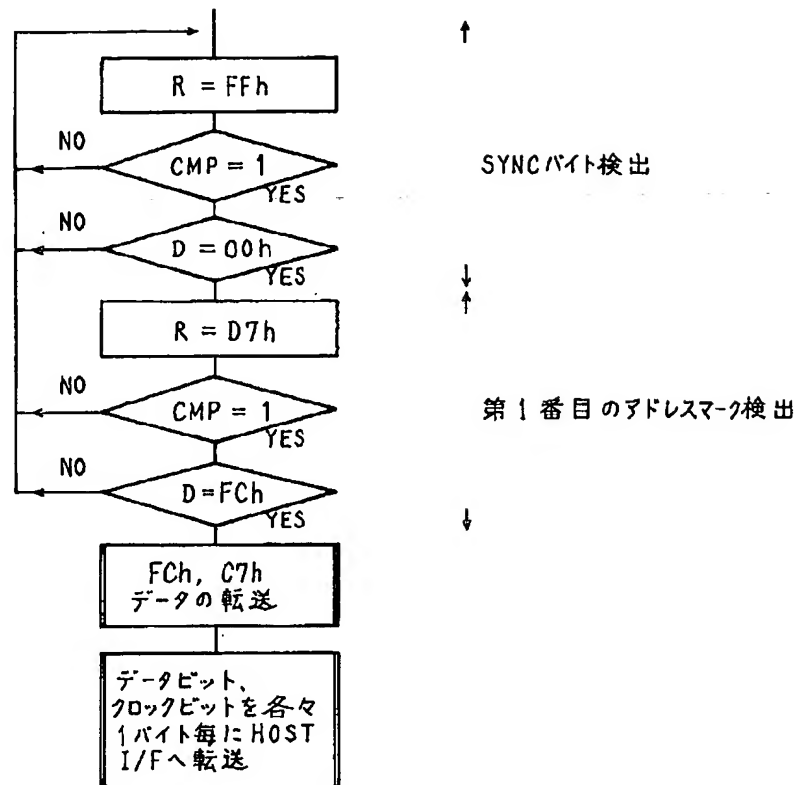 R = FFh
NO
CMP = 1
YES
SYNCバイト検出
NO
D = 00h
YES
R = D7h
NO
CMP = 1
YES
第1番目のアドレスマーク検出
NO
D=FCh
YES
FCh, C7h
データの転送
データビット、
クロックビットを各々
1バイト毎にHOST
I/Fへ転送